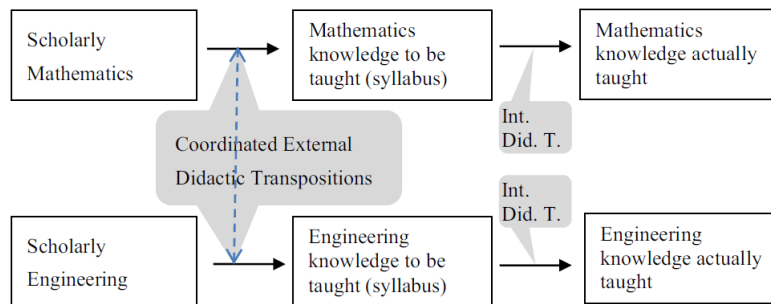 Scholarly
Mathematics
Mathematics
knowledge to be
taught (syllabus)
Mathematics
knowledge actually
taught
Coordinated External
Didactic Transpositions
Int.
Did. T.
Int.
Did. T.
Scholarly
Engineering
Engineering
knowledge to be
taught (syllabus)
Engineering
knowledge actually
taught